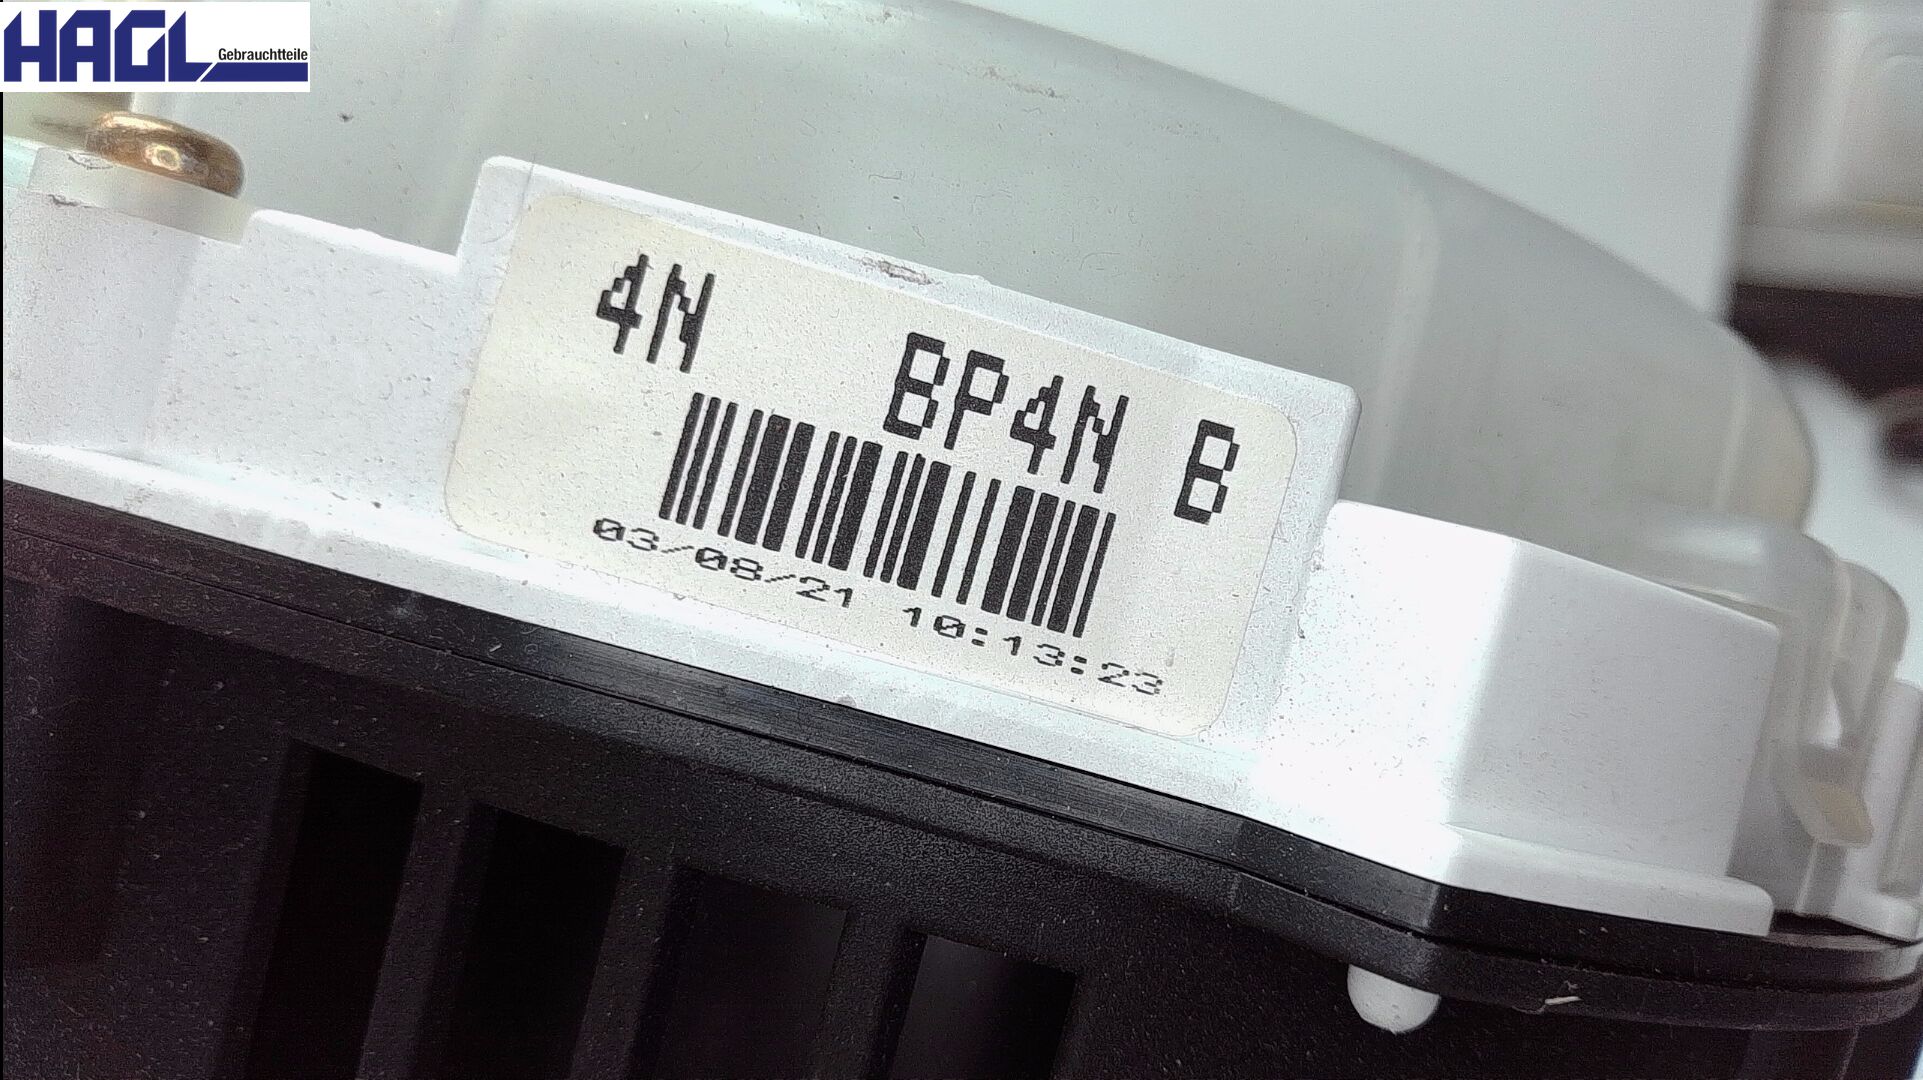 HAGL Gebrauchtteile
4N BP4N B
03/08/21 10:13:23